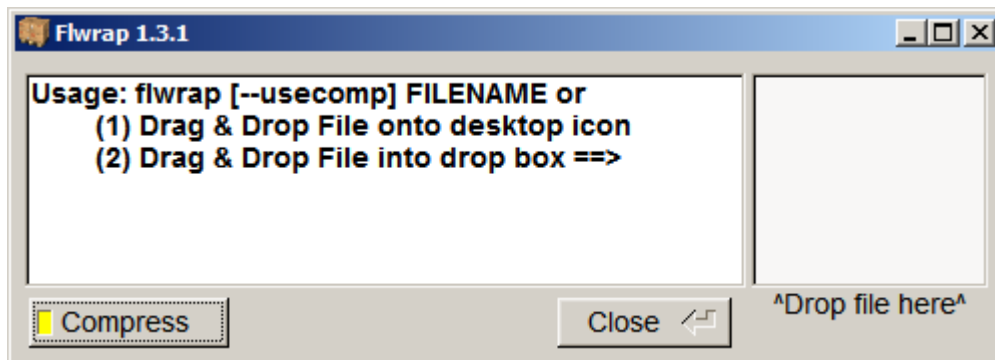 Flwrap 1.3.1
Usage: flwrap [--usecomp] FILENAME or
(1) Drag & Drop File onto desktop icon
(2) Drag & Drop File into drop box ==>
Compress
Close
^Drop file here^